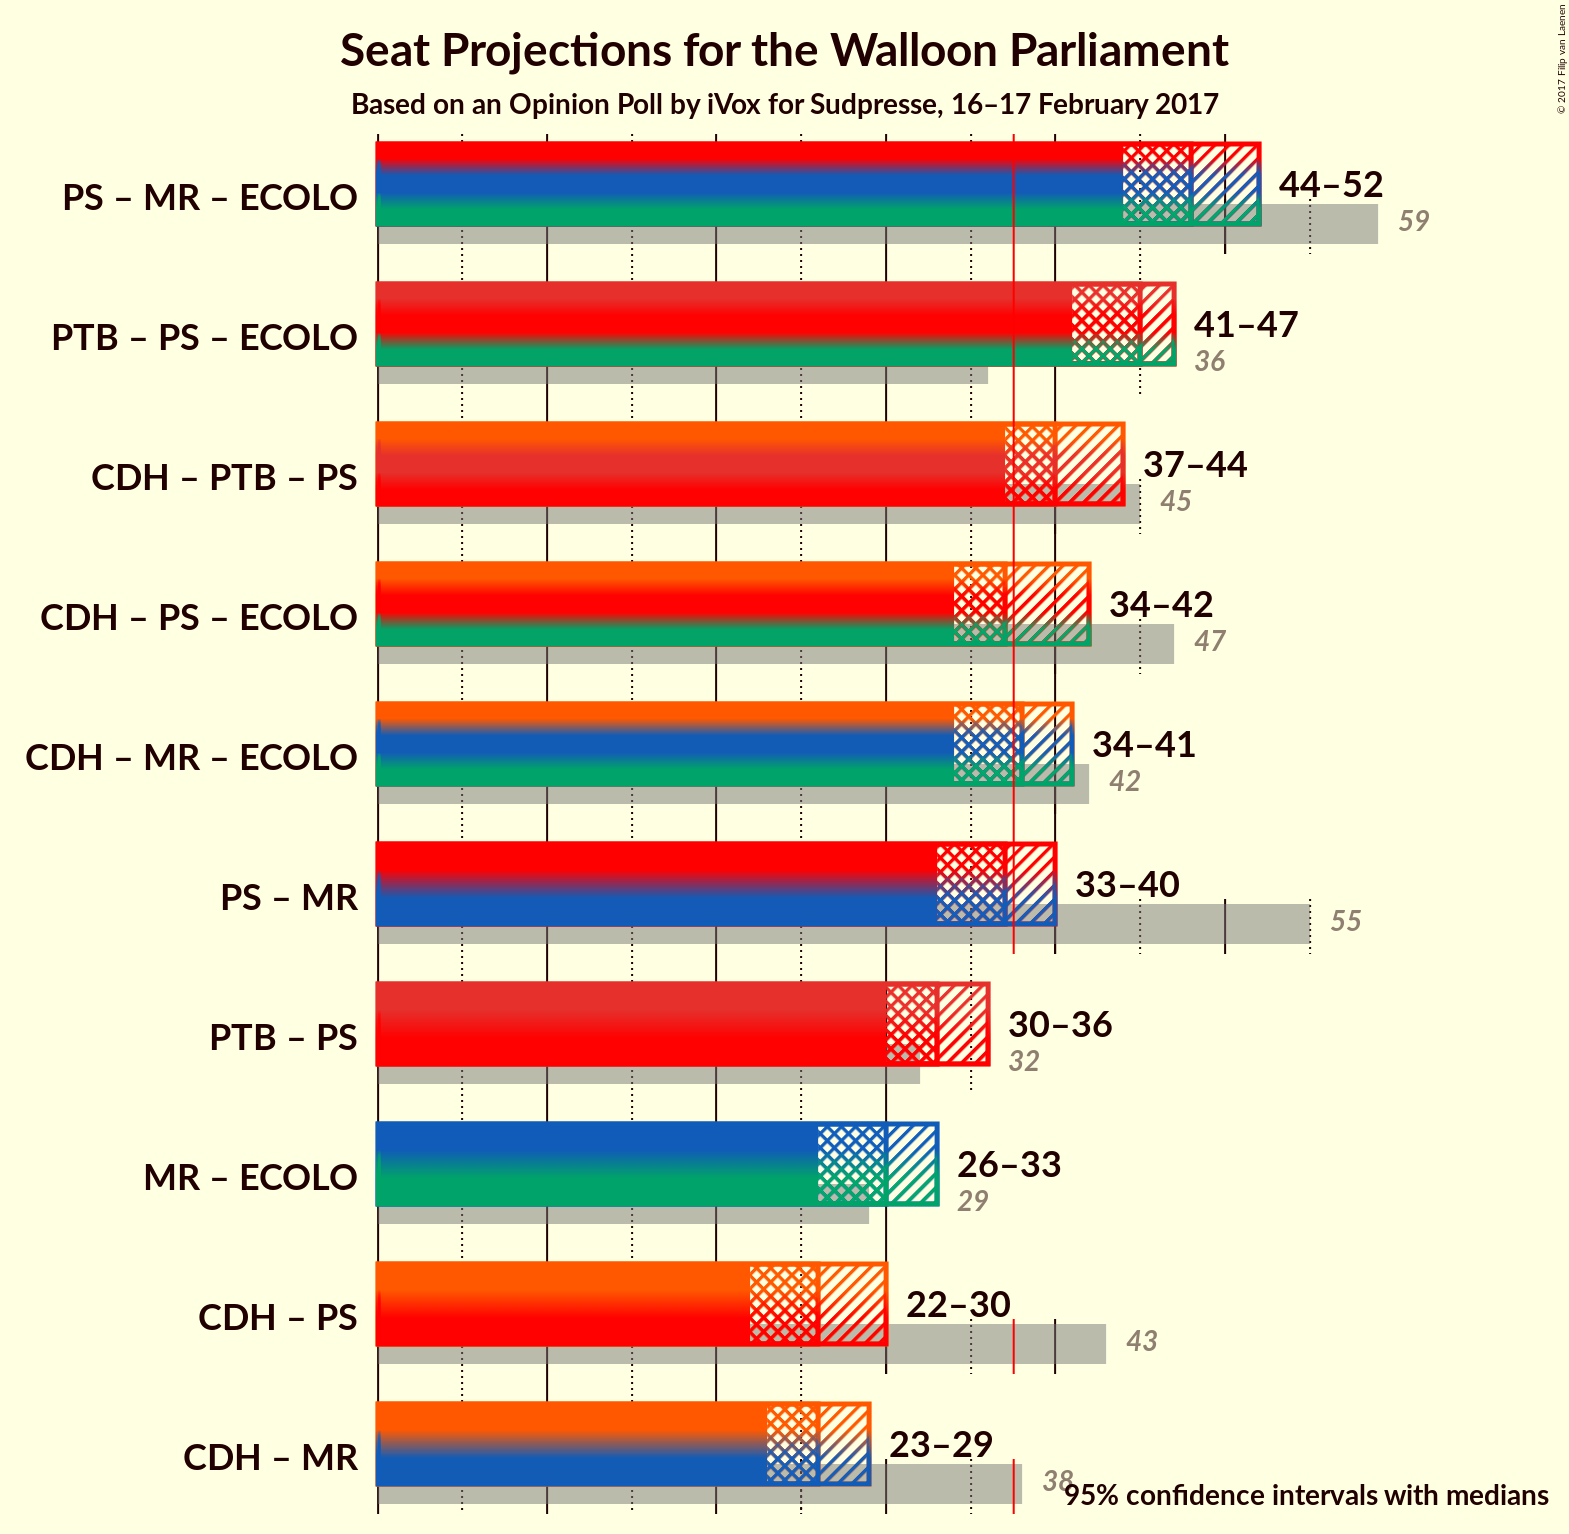 Seat Projections for the Walloon Parliament
Based on an Opinion Poll by iVox for Sudpresse, 16–17 February 2017
© 2017 Filip van Laenen
PS – MR – ECOLO
44–52
59
PTB – PS – ECOLO
41–47
36
CDH – PTB – PS
37–44
45
CDH – PS – ECOLO
34–42
47
CDH – MR – ECOLO
34–41
42
PS – MR
33–40
55
PTB – PS
30–36
32
MR – ECOLO
26–33
29
CDH – PS
22–30
43
CDH – MR
23–29
38
95% confidence intervals with medians